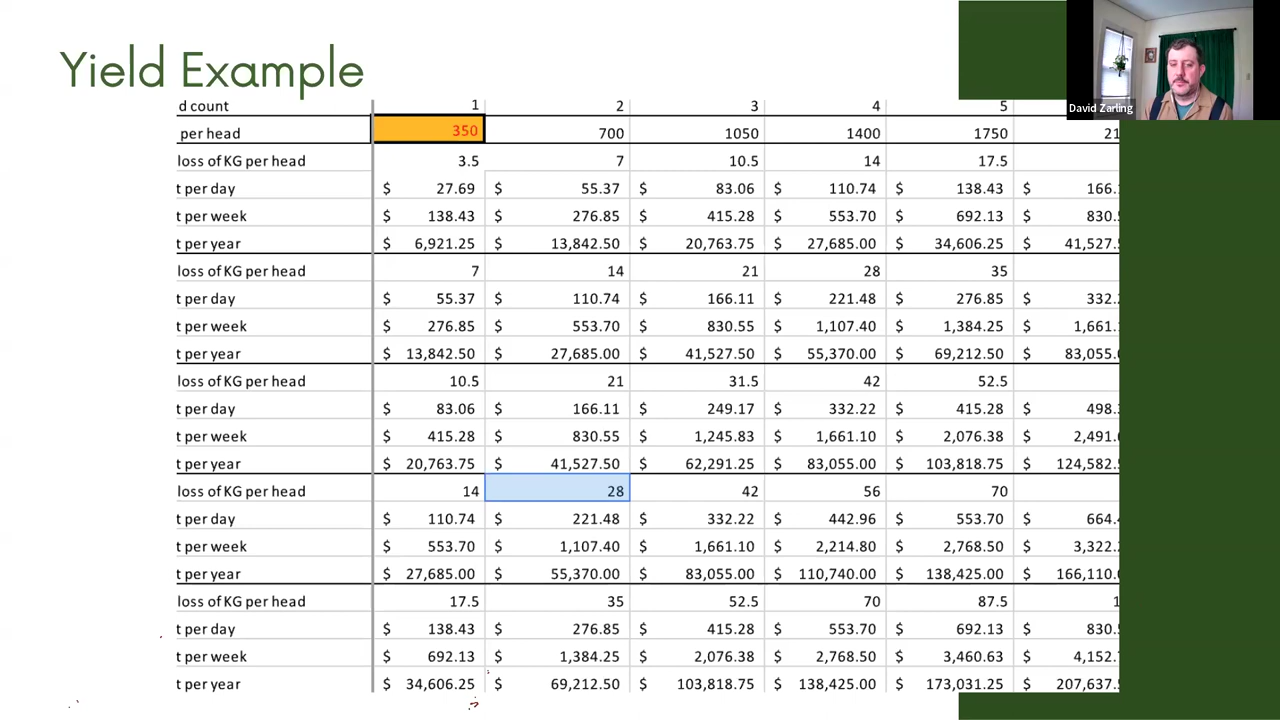 Yield Example
David Zarling
d count 1 2 3 4 5
per head 350 700 1050 1400 1750 21
loss of KG per head 3.5 7 10.5 14 17.5
t per day $ 27.69 $ 55.37 $ 83.06 $ 110.74 $ 138.43 $ 166.
t per week $ 138.43 $ 276.85 $ 415.28 $ 553.70 $ 692.13 $ 830.
t per year $ 6,921.25 $ 13,842.50 $ 20,763.75 $ 27,685.00 $ 34,606.25 $ 41,527.
loss of KG per head 7 14 21 28 35
t per day $ 55.37 $ 110.74 $ 166.11 $ 221.48 $ 276.85 $ 332.
t per week $ 276.85 $ 553.70 $ 830.55 $ 1,107.40 $ 1,384.25 $ 1,661.
t per year $ 13,842.50 $ 27,685.00 $ 41,527.50 $ 55,370.00 $ 69,212.50 $ 83,055.
loss of KG per head 10.5 21 31.5 42 52.5
t per day $ 83.06 $ 166.11 $ 249.17 $ 332.22 $ 415.28 $ 498.
t per week $ 415.28 $ 830.55 $ 1,245.83 $ 1,661.10 $ 2,076.38 $ 2,491.
t per year $ 20,763.75 $ 41,527.50 $ 62,291.25 $ 83,055.00 $ 103,818.75 $ 124,582.
loss of KG per head 14 28 42 56 70
t per day $ 110.74 $ 221.48 $ 332.22 $ 442.96 $ 553.70 $ 664.
t per week $ 553.70 $ 1,107.40 $ 1,661.10 $ 2,214.80 $ 2,768.50 $ 3,322.
t per year $ 27,685.00 $ 55,370.00 $ 83,055.00 $ 110,740.00 $ 138,425.00 $ 166,110.
loss of KG per head 17.5 35 52.5 70 87.5 1
t per day $ 138.43 $ 276.85 $ 415.28 $ 553.70 $ 692.13 $ 830.
t per week $ 692.13 $ 1,384.25 $ 2,076.38 $ 2,768.50 $ 3,460.63 $ 4,152.
t per year $ 34,606.25 $ 69,212.50 $ 103,818.75 $ 138,425.00 $ 173,031.25 $ 207,637.